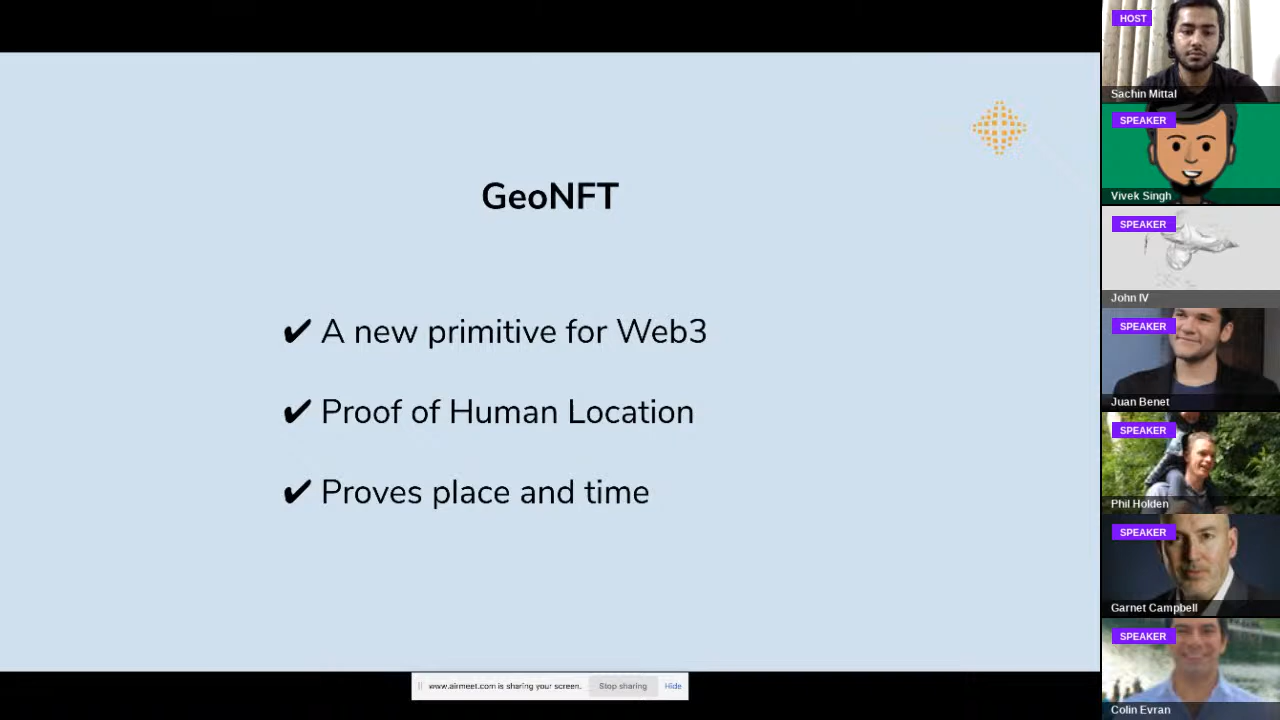 GeoNFT
✔ A new primitive for Web3
✔ Proof of Human Location
✔ Proves place and time
www.airmeet.com is sharing your screen.
Stop sharing
Hide
HOST
Sachin Mittal
SPEAKER
Vivek Singh
SPEAKER
John IV
SPEAKER
Juan Benet
SPEAKER
Phil Holden
SPEAKER
Garnet Campbell
SPEAKER
Colin Evran